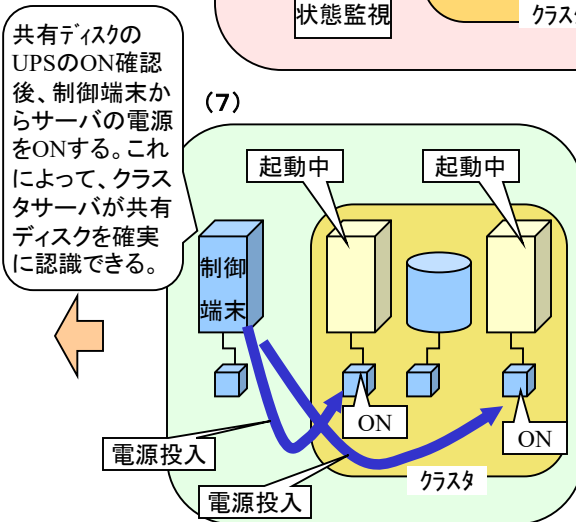 状態監視
クラスタ
共有ディスクの
UPSのON確認
後、制御端末か
らサーバの電源
をONする。これ
によって、クラス
タサーバが共有
ディスクを確実
に認識できる。
(7)
起動中
起動中
制御
端末
ON
ON
電源投入
電源投入
クラスタ